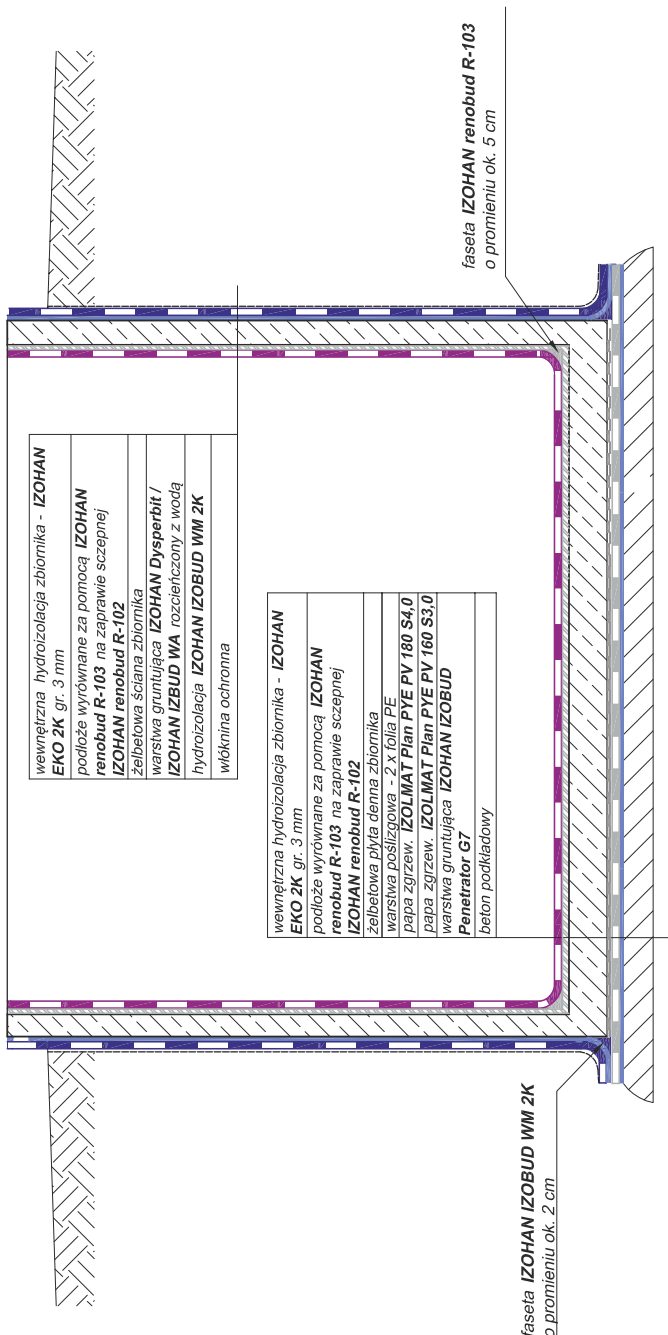 wewnętrzna hydroizolacja zbiornika - IZOHAN
EKO 2K gr. 3 mm
podłoże wyrównane za pomocą IZOHAN
renobud R-103 na zaprawie sczepnej
IZOHAN renobud R-102
żelbetowa ściana zbiornika
warstwa gruntująca IZOHAN Dysperbit /
IZOHAN IZBUD WA rozcieńczony z wodą
hydroizolacja IZOHAN IZOBUD WM 2K
włóknina ochronna
wewnętrzna hydroizolacja zbiornika - IZOHAN
EKO 2K gr. 3 mm
podłoże wyrównane za pomocą IZOHAN
renobud R-103 na zaprawie sczepnej
IZOHAN renobud R-102
żelbetowa płyta denna zbiornika
warstwa poślizgowa - 2 x folia PE
papa zgrzew. IZOLMAT Plan PYE PV 180 S4,0
papa zgrzew. IZOLMAT Plan PYE PV 160 S3,0
warstwa gruntująca IZOHAN IZOBUD
Penetrator G7
beton podkładowy
faseta IZOHAN renobud R-103
o promieniu ok. 5 cm
faseta IZOHAN IZOBUD WM 2K
o promieniu ok. 2 cm